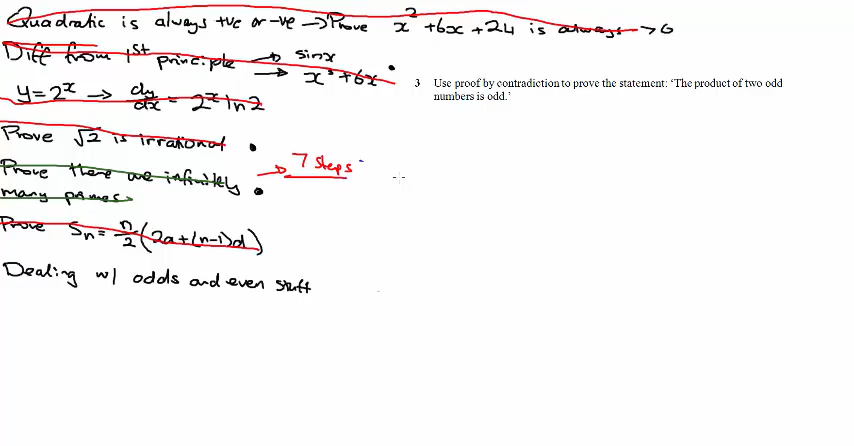 Quadratic is always +ve or -ve → Prove x² + 6x + 24 is always → 0
Diff from 1st principle → sinx
→ x³ + 6x
y = 2ˣ → dy/dx = 2ˣ ln 2
3 Use proof by contradiction to prove the statement: 'The product of two odd
numbers is odd.'
Prove √2 is irrational
Prove there are infinitely → 7 steps
many primes
Prove Sn = n/2 (2a + (n-1)d)
Dealing w/ odds and even stuff